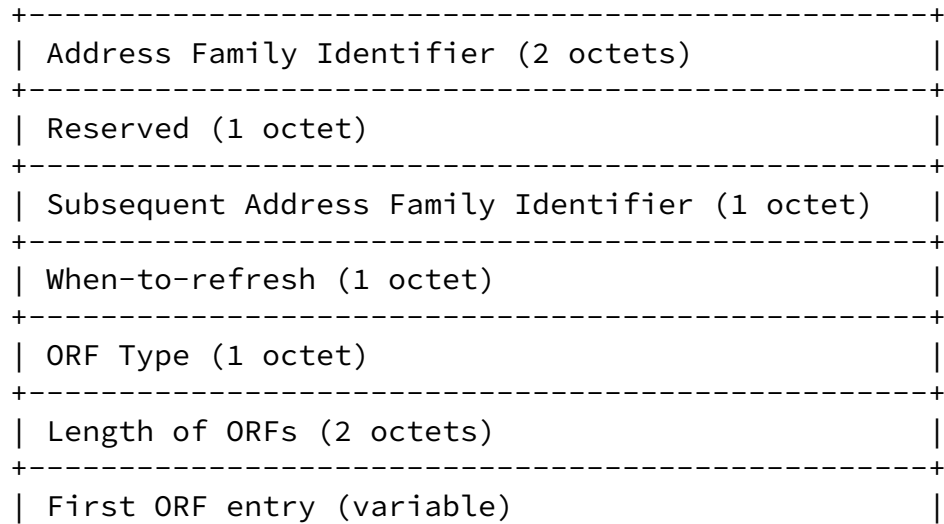 +--------------------------------------------------+
| Address Family Identifier (2 octets)             |
+--------------------------------------------------+
| Reserved (1 octet)                               |
+--------------------------------------------------+
| Subsequent Address Family Identifier (1 octet)   |
+--------------------------------------------------+
| When-to-refresh (1 octet)                        |
+--------------------------------------------------+
| ORF Type (1 octet)                               |
+--------------------------------------------------+
| Length of ORFs (2 octets)                        |
+--------------------------------------------------+
| First ORF entry (variable)                       |